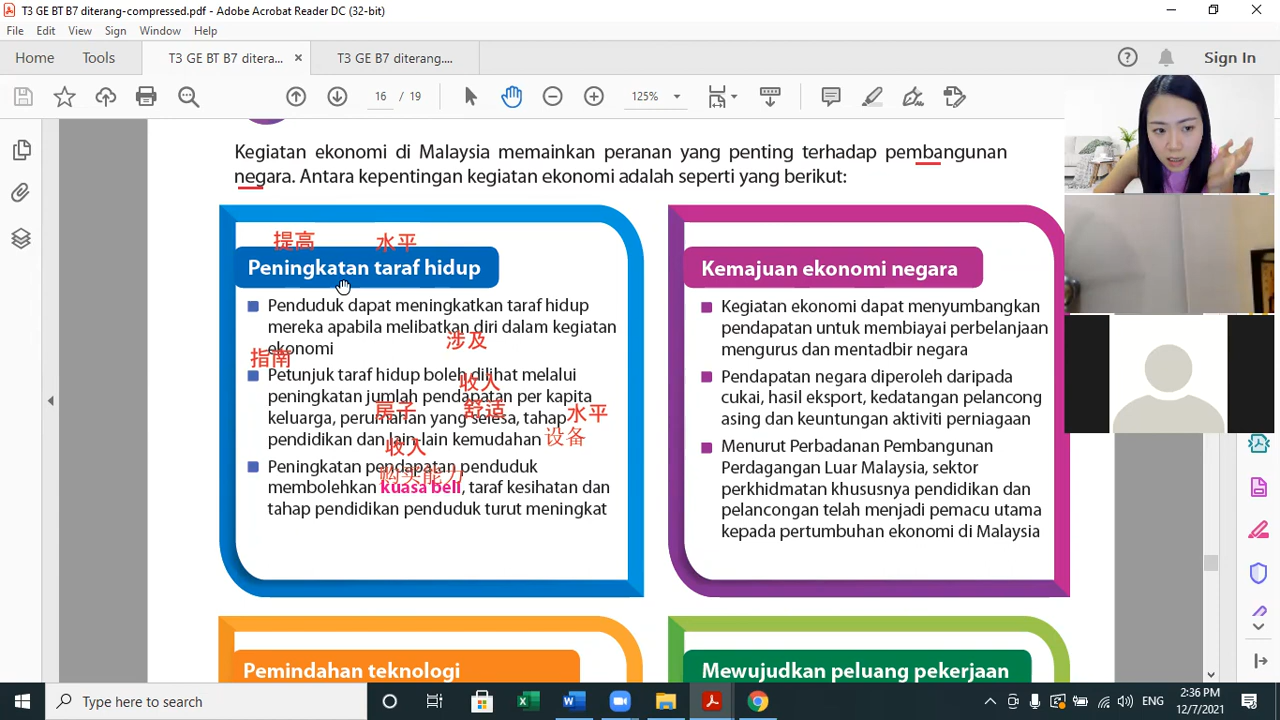 T3 GE BT B7 diterang-compressed.pdf - Adobe Acrobat Reader DC (32-bit)
File Edit View Sign Window Help
Home Tools T3 GE BT B7 ditera... × T3 GE BT B7 diterang.... Sign In
16 / 19 125%
Kegiatan ekonomi di Malaysia memainkan peranan yang penting terhadap pembangunan
negara. Antara kepentingan kegiatan ekonomi adalah seperti yang berikut:
提高 水平
Peningkatan taraf hidup
Penduduk dapat meningkatkan taraf hidup
mereka apabila melibatkan diri dalam kegiatan
涉及
ekonomi
指南
Petunjuk taraf hidup boleh dilihat melalui
收入
peningkatan jumlah pendapatan per kapita
居子 舒适 水平
keluarga, perumahan yang selesa, tahap
pendidikan dan lain-lain kemudahan 设备
收入
Peningkatan pendapatan penduduk
购买能力
membolehkan kuasa beli, taraf kesihatan dan
tahap pendidikan penduduk turut meningkat
Kemajuan ekonomi negara
Kegiatan ekonomi dapat menyumbangkan
pendapatan untuk membiayai perbelanjaan
mengurus dan mentadbir negara
Pendapatan negara diperoleh daripada
cukai, hasil eksport, kedatangan pelancong
asing dan keuntungan aktiviti perniagaan
Menurut Perbadanan Pembangunan
Perdagangan Luar Malaysia, sektor
perkhidmatan khususnya pendidikan dan
pelancongan telah menjadi pemacu utama
kepada pertumbuhan ekonomi di Malaysia
Pemindahan teknologi
Mewujudkan peluang pekerjaan
Type here to search
ENG
2:36 PM
12/7/2021